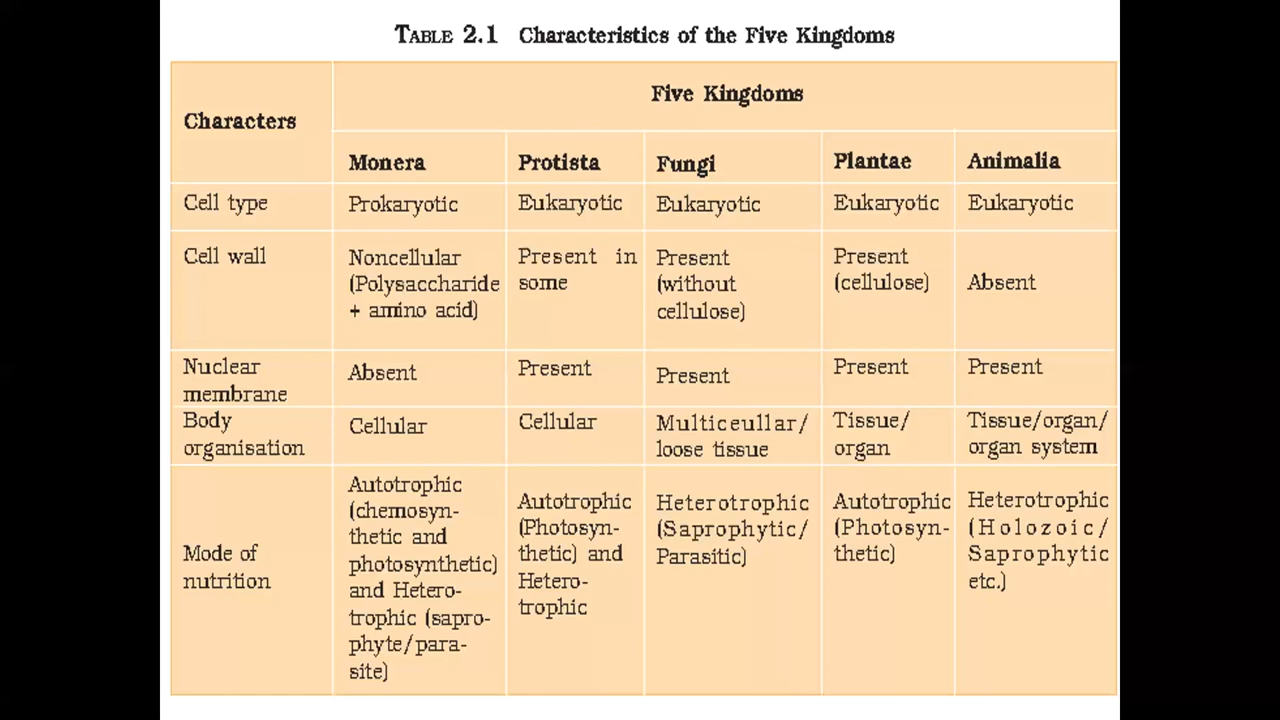 TABLE 2.1 Characteristics of the Five Kingdoms
Characters
Five Kingdoms
Monera
Protista
Fungi
Plantae
Animalia
Cell type
Prokaryotic
Eukaryotic
Eukaryotic
Eukaryotic
Eukaryotic
Cell wall
Noncellular
(Polysaccharide
+ amino acid)
Present in
some
Present
(without
cellulose)
Present
(cellulose)
Absent
Nuclear
membrane
Absent
Present
Present
Present
Present
Body
organisation
Cellular
Cellular
Multiceullar/
loose tissue
Tissue/
organ
Tissue/organ/
organ system
Mode of
nutrition
Autotrophic
(chemosyn-
thetic and
photosynthetic)
and Hetero-
trophic (sapro-
phyte/para-
site)
Autotrophic
(Photosyn-
thetic) and
Hetero-
trophic
Heterotrophic
(Saprophytic/
Parasitic)
Autotrophic
(Photosyn-
thetic)
Heterotrophic
(Holozoic/
Saprophytic
etc.)